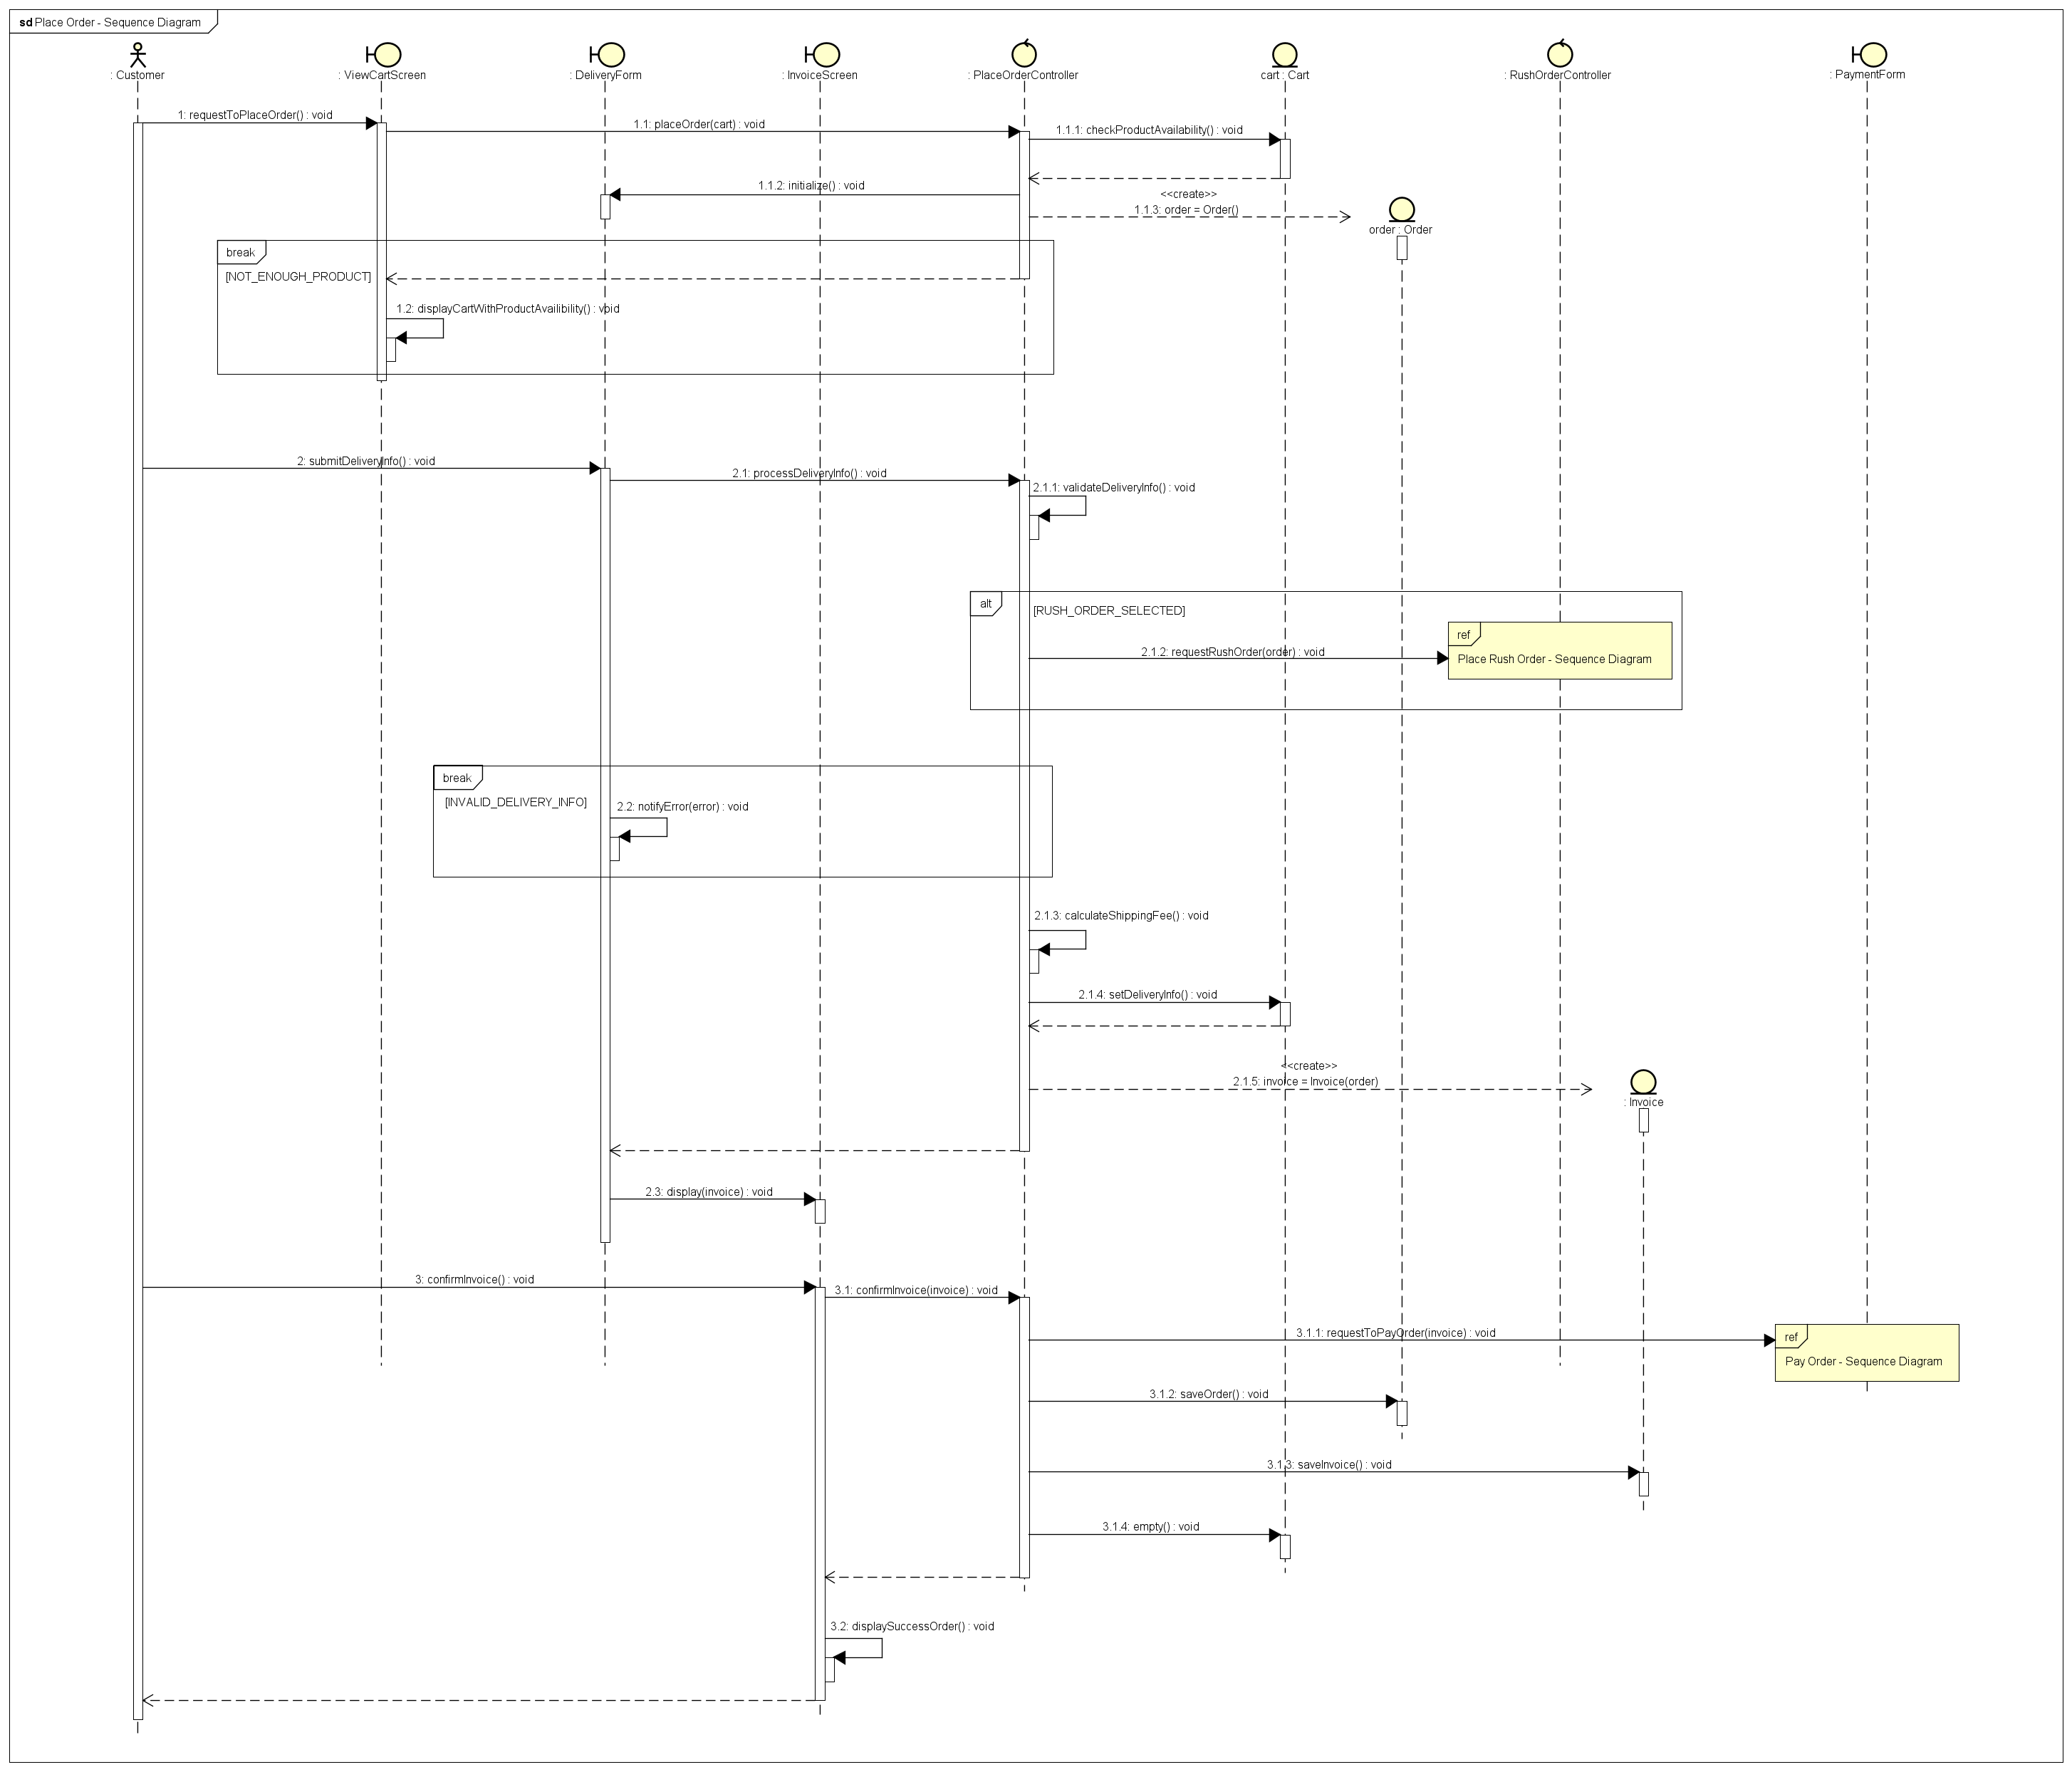 sd Place Order - Sequence Diagram
: Customer
: ViewCartScreen
: DeliveryForm
: InvoiceScreen
: PlaceOrderController
cart : Cart
: RushOrderController
: PaymentForm
1: requestToPlaceOrder() : void
1.1: placeOrder(cart) : void
1.1.1: checkProductAvailability() : void
1.1.2: initialize() : void
<<create>>
1.1.3: order = Order()
order : Order
break
[NOT_ENOUGH_PRODUCT]
1.2: displayCartWithProductAvailibility() : void
2: submitDeliveryInfo() : void
2.1: processDeliveryInfo() : void
2.1.1: validateDeliveryInfo() : void
alt
[RUSH_ORDER_SELECTED]
ref
2.1.2: requestRushOrder(order) : void
Place Rush Order - Sequence Diagram
break
[INVALID_DELIVERY_INFO]
2.2: notifyError(error) : void
2.1.3: calculateShippingFee() : void
2.1.4: setDeliveryInfo() : void
<<create>>
2.1.5: invoice = Invoice(order)
: Invoice
2.3: display(invoice) : void
3: confirmInvoice() : void
3.1: confirmInvoice(invoice) : void
3.1.1: requestToPayOrder(invoice) : void
ref
Pay Order - Sequence Diagram
3.1.2: saveOrder() : void
3.1.3: saveInvoice() : void
3.1.4: empty() : void
3.2: displaySuccessOrder() : void